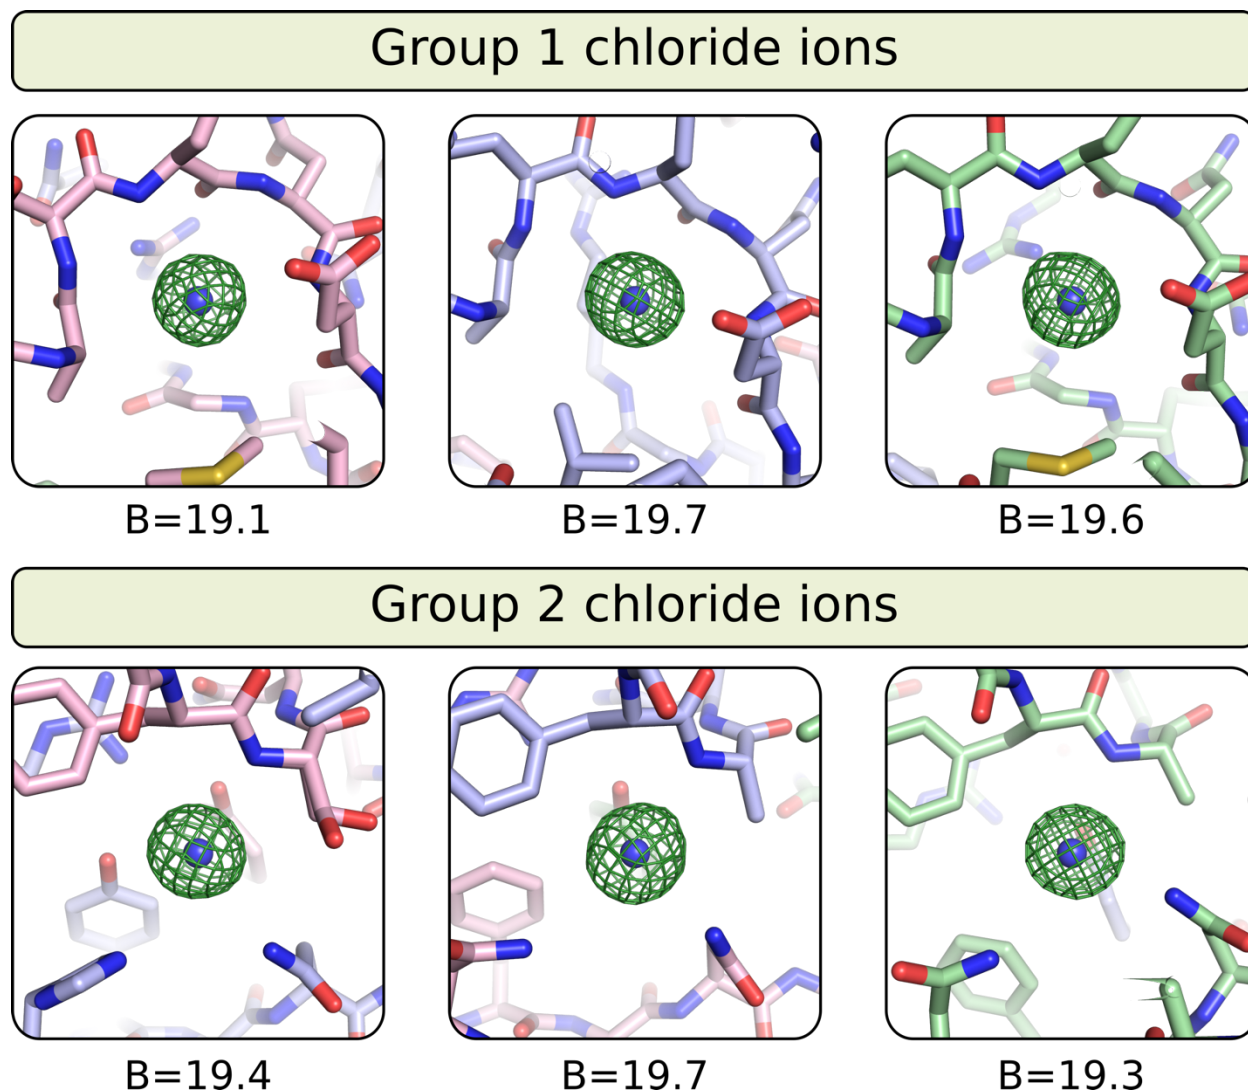 Group 1 chloride ions
B=19.1
B=19.7
B=19.6
Group 2 chloride ions
B=19.4
B=19.7
B=19.3